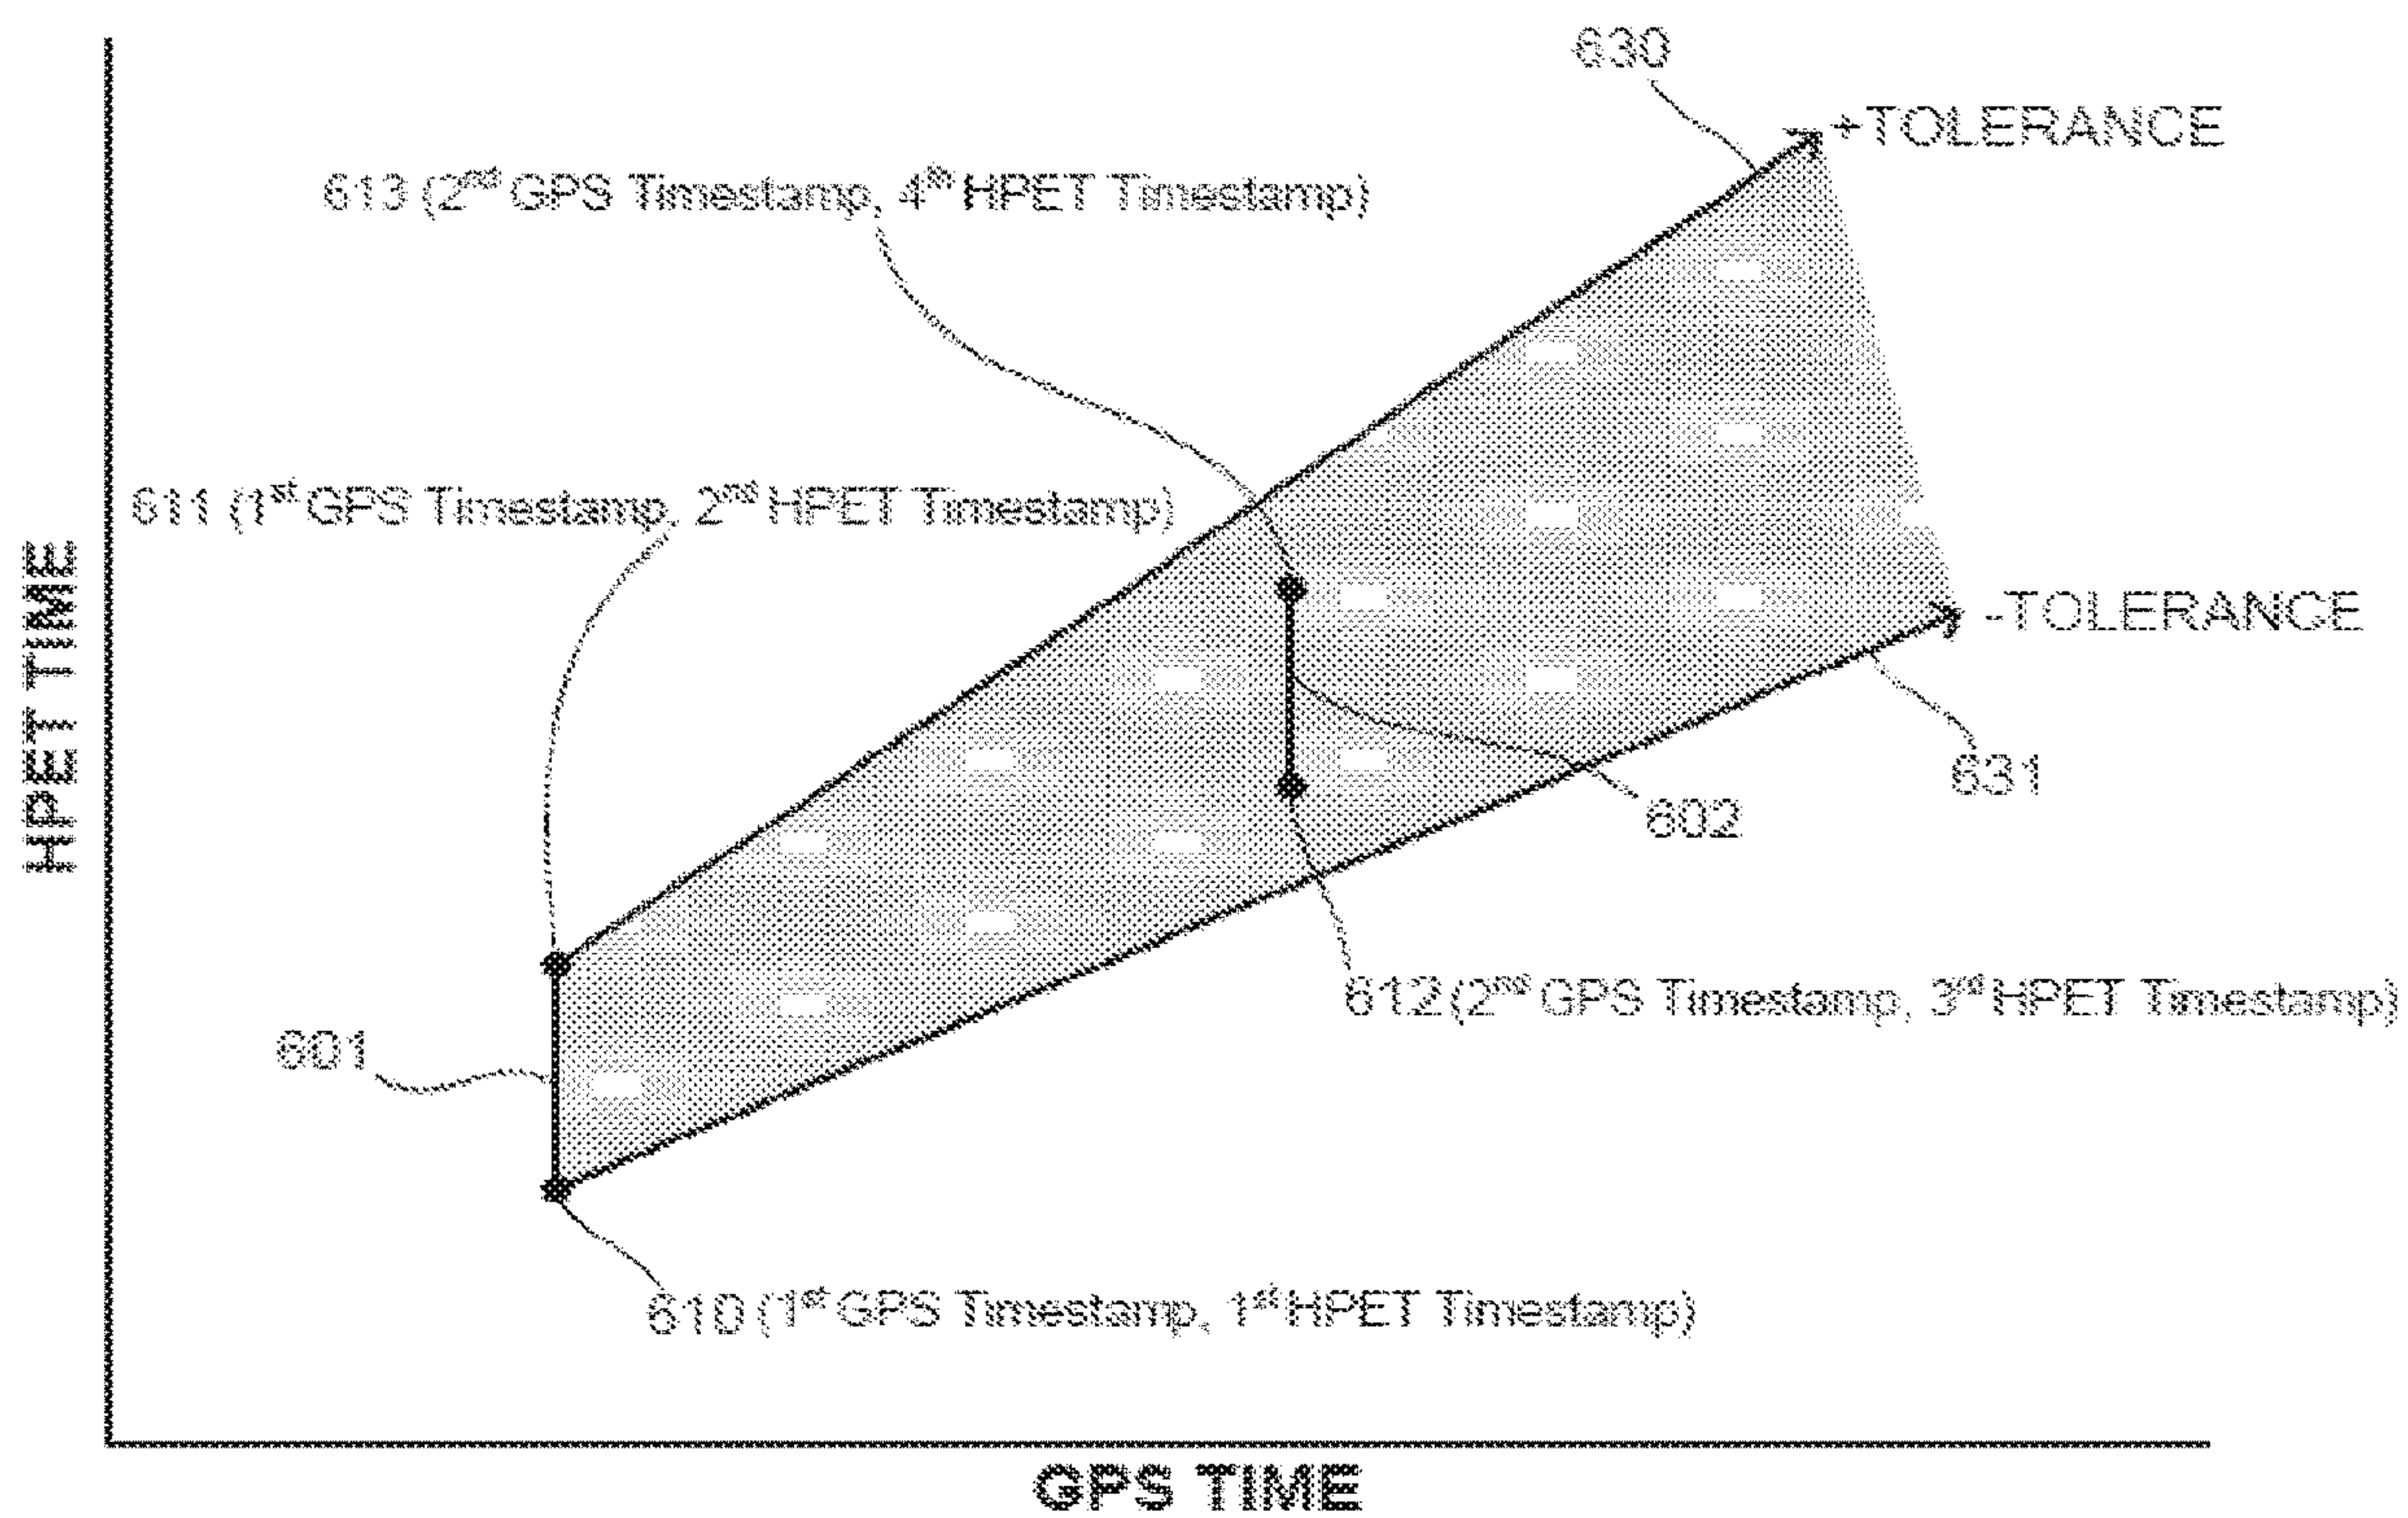 630
+TOLERANCE
613 (2nd GPS Timestamp, 4th HPET Timestamp)
611 (1st GPS Timestamp, 2nd HPET Timestamp)
HPET TIME
-TOLERANCE
631
602
612 (2nd GPS Timestamp, 3rd HPET Timestamp)
601
610 (1st GPS Timestamp, 1st HPET Timestamp)
GPS TIME